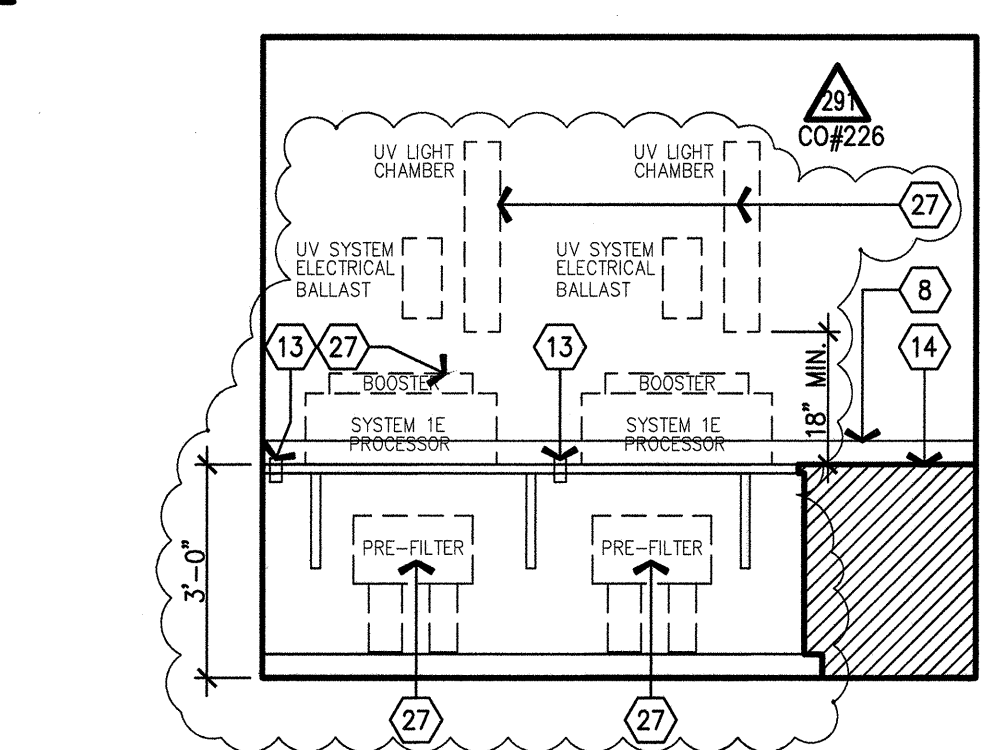 291
CO#226
UV LIGHT
CHAMBER
UV LIGHT
CHAMBER
27
UV SYSTEM
ELECTRICAL
BALLAST
UV SYSTEM
ELECTRICAL
BALLAST
8
13
27
13
14
18" MIN.
BOOSTER
BOOSTER
SYSTEM 1E
PROCESSOR
SYSTEM 1E
PROCESSOR
3'-0"
PRE-FILTER
PRE-FILTER
27
27